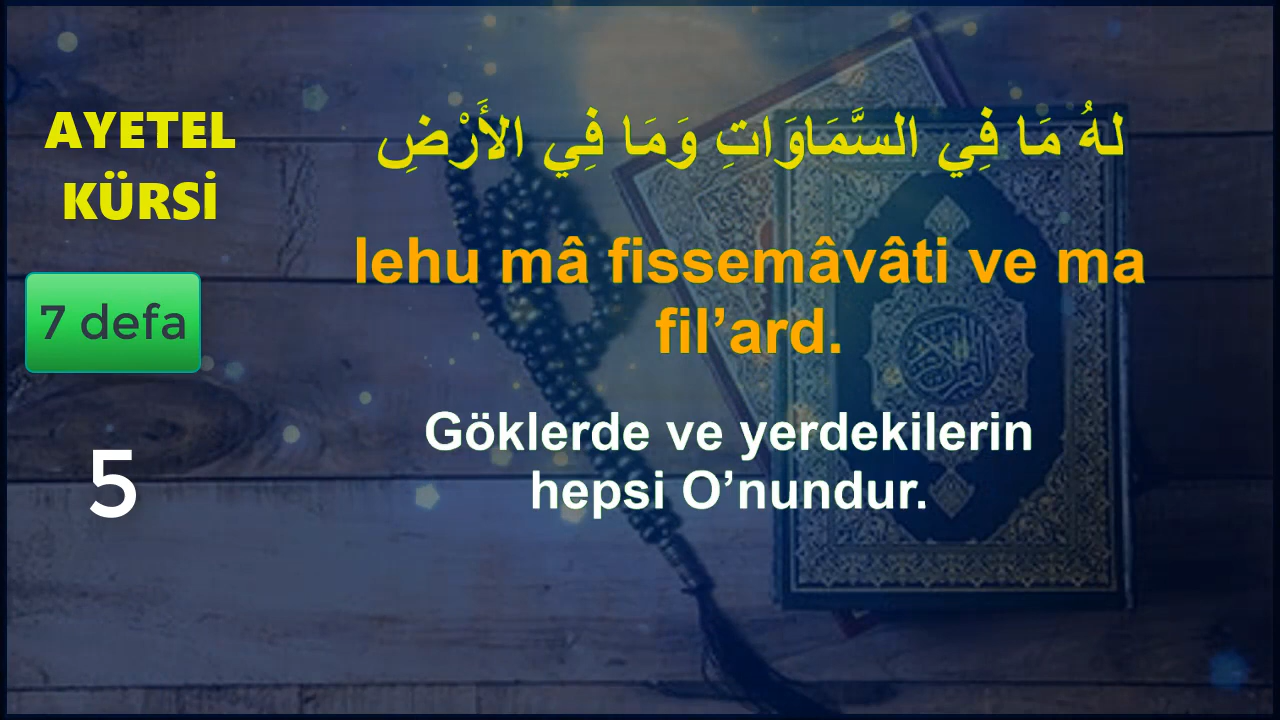 AYETEL
KÜRSİ
7 defa
5
لهُ مَا فِي السَّمَاوَاتِ وَمَا فِي الأَرْضِ
lehu mâ fissemâvâti ve ma
fil’ard.
Göklerde ve yerdekilerin
hepsi O’nundur.